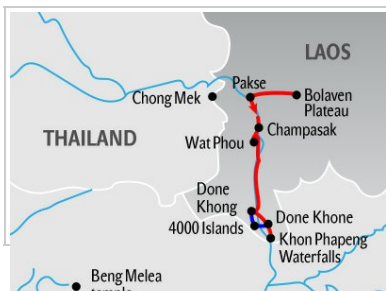 LAOS
Pakse
Chong Mek
Bolaven
Plateau
Champasak
THAILAND
Wat Phou
Done
Khong
Done Khone
4000 Islands
Khon Phapeng
Waterfalls
Beng Melea
temple